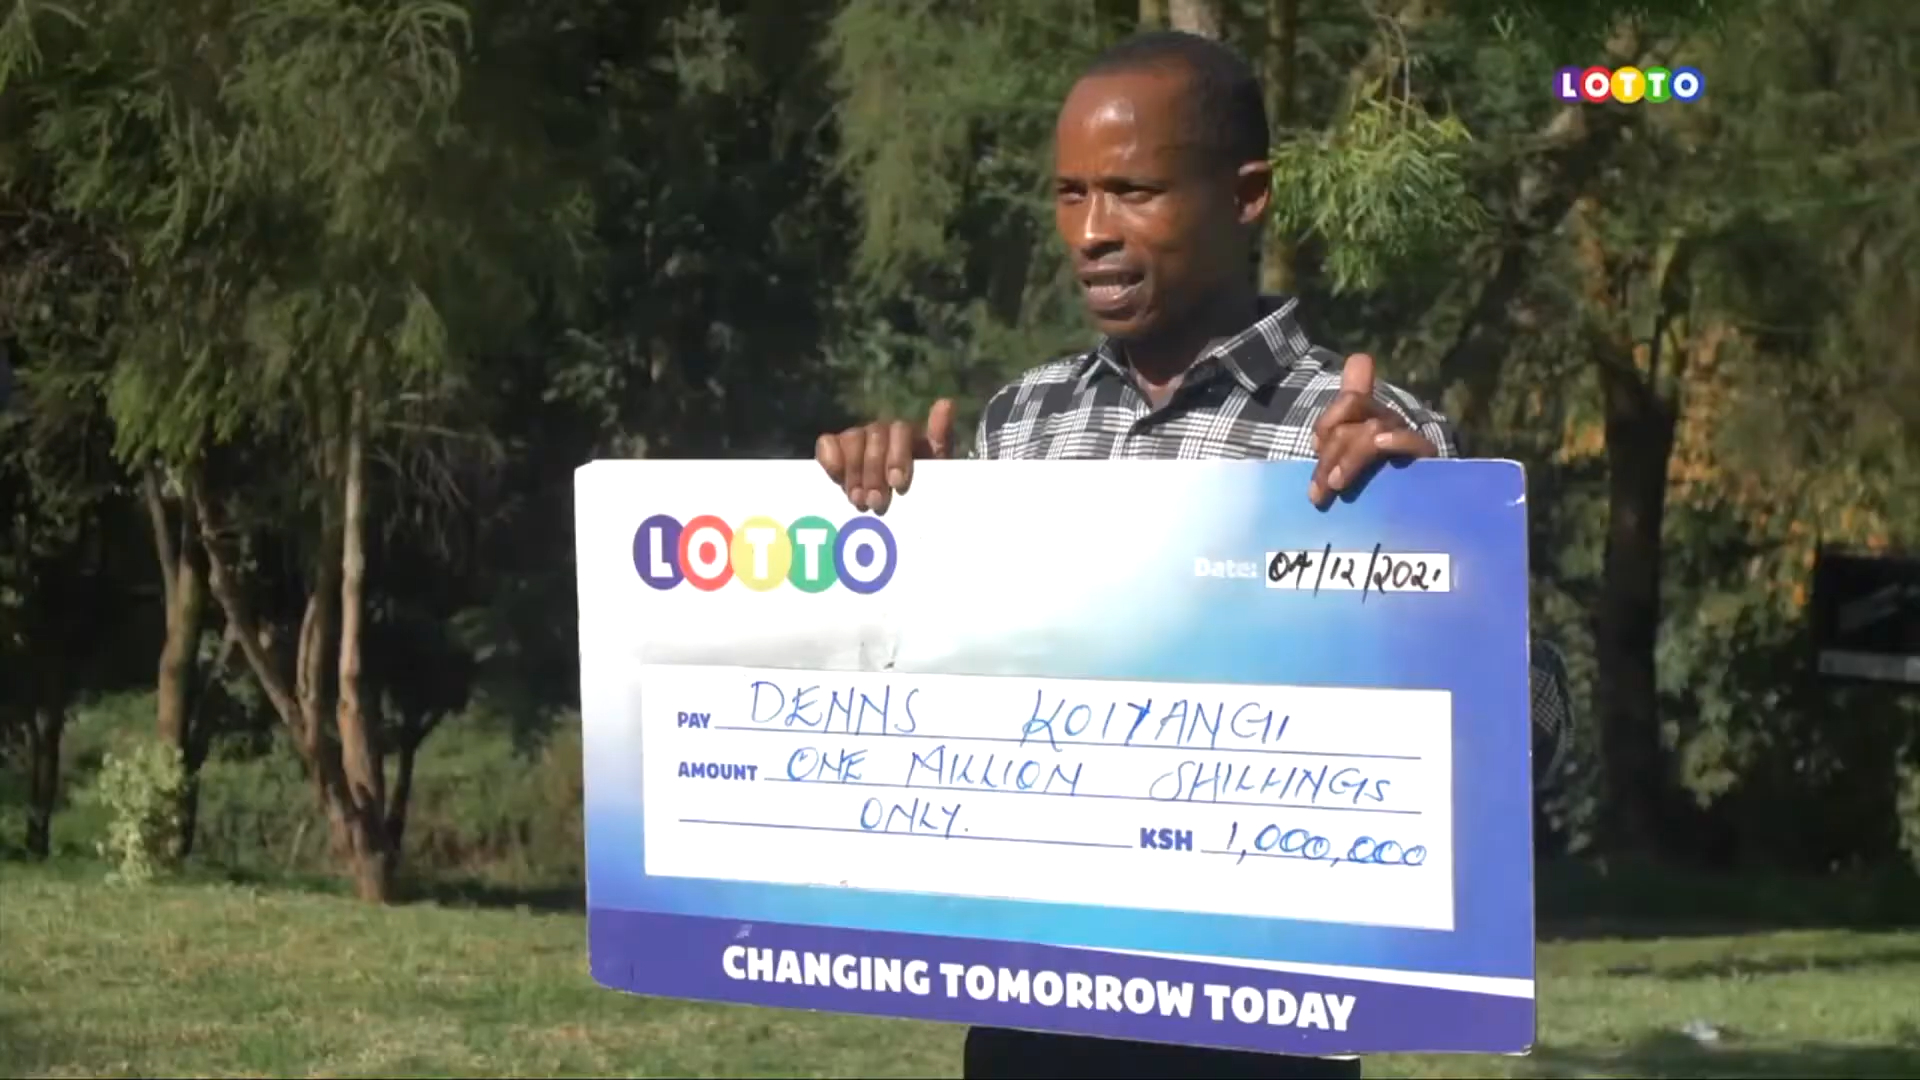 LOTTO
LOTTO
Date: 04/12/2021
PAY DENNS KOIYANGI
AMOUNT ONE MILLION SHILLINGS
ONLY. KSH 1,000,000
CHANGING TOMORROW TODAY